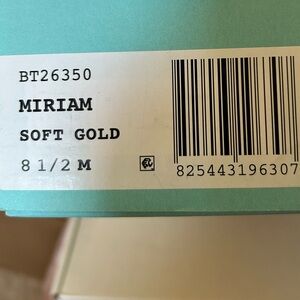 BT26350
MIRIAM
SOFT GOLD
8 1/2 M
825443196307